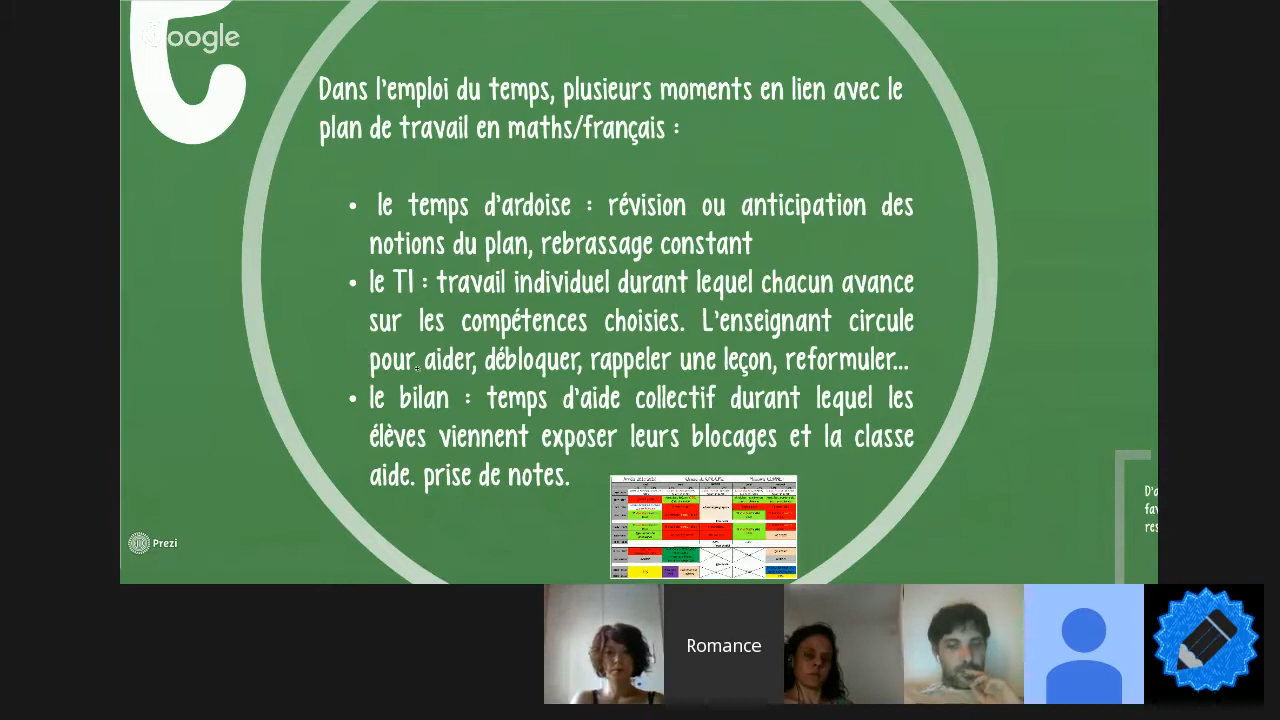 Google
Dans l'emploi du temps, plusieurs moments en lien avec le
plan de travail en maths/français :
• le temps d'ardoise : révision ou anticipation des
notions du plan, rebrassage constant
• le TI : travail individuel durant lequel chacun avance
sur les compétences choisies. L'enseignant circule
pour aider, débloquer, rappeler une leçon, reformuler...
• le bilan : temps d'aide collectif durant lequel les
élèves viennent exposer leurs blocages et la classe
aide. prise de notes.
Prezi
Romance